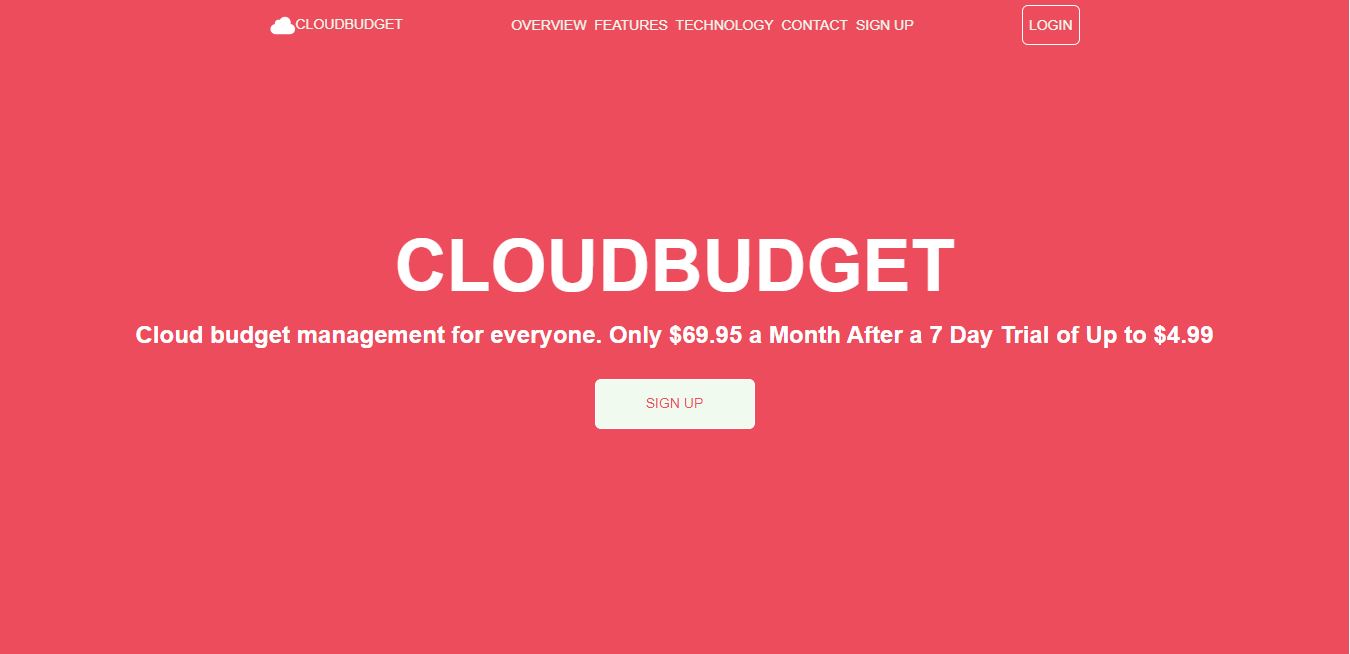 CLOUDBUDGET OVERVIEW FEATURES TECHNOLOGY CONTACT SIGN UP LOGIN
CLOUDBUDGET
Cloud budget management for everyone. Only $69.95 a Month After a 7 Day Trial of Up to $4.99
SIGN UP